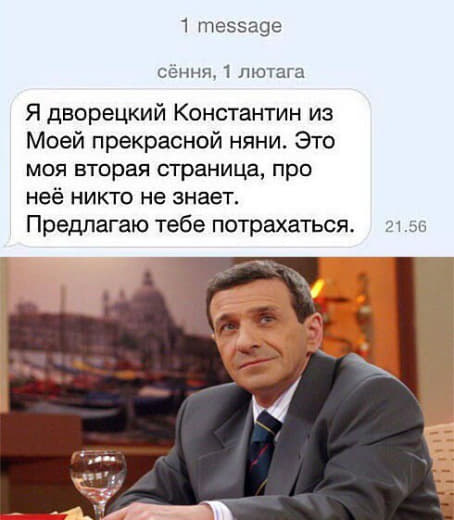 1 message
сёння, 1 лютага
Я дворецкий Константин из
Моей прекрасной няни. Это
моя вторая страница, про
неё никто не знает.
Предлагаю тебе потрахаться.
21.56